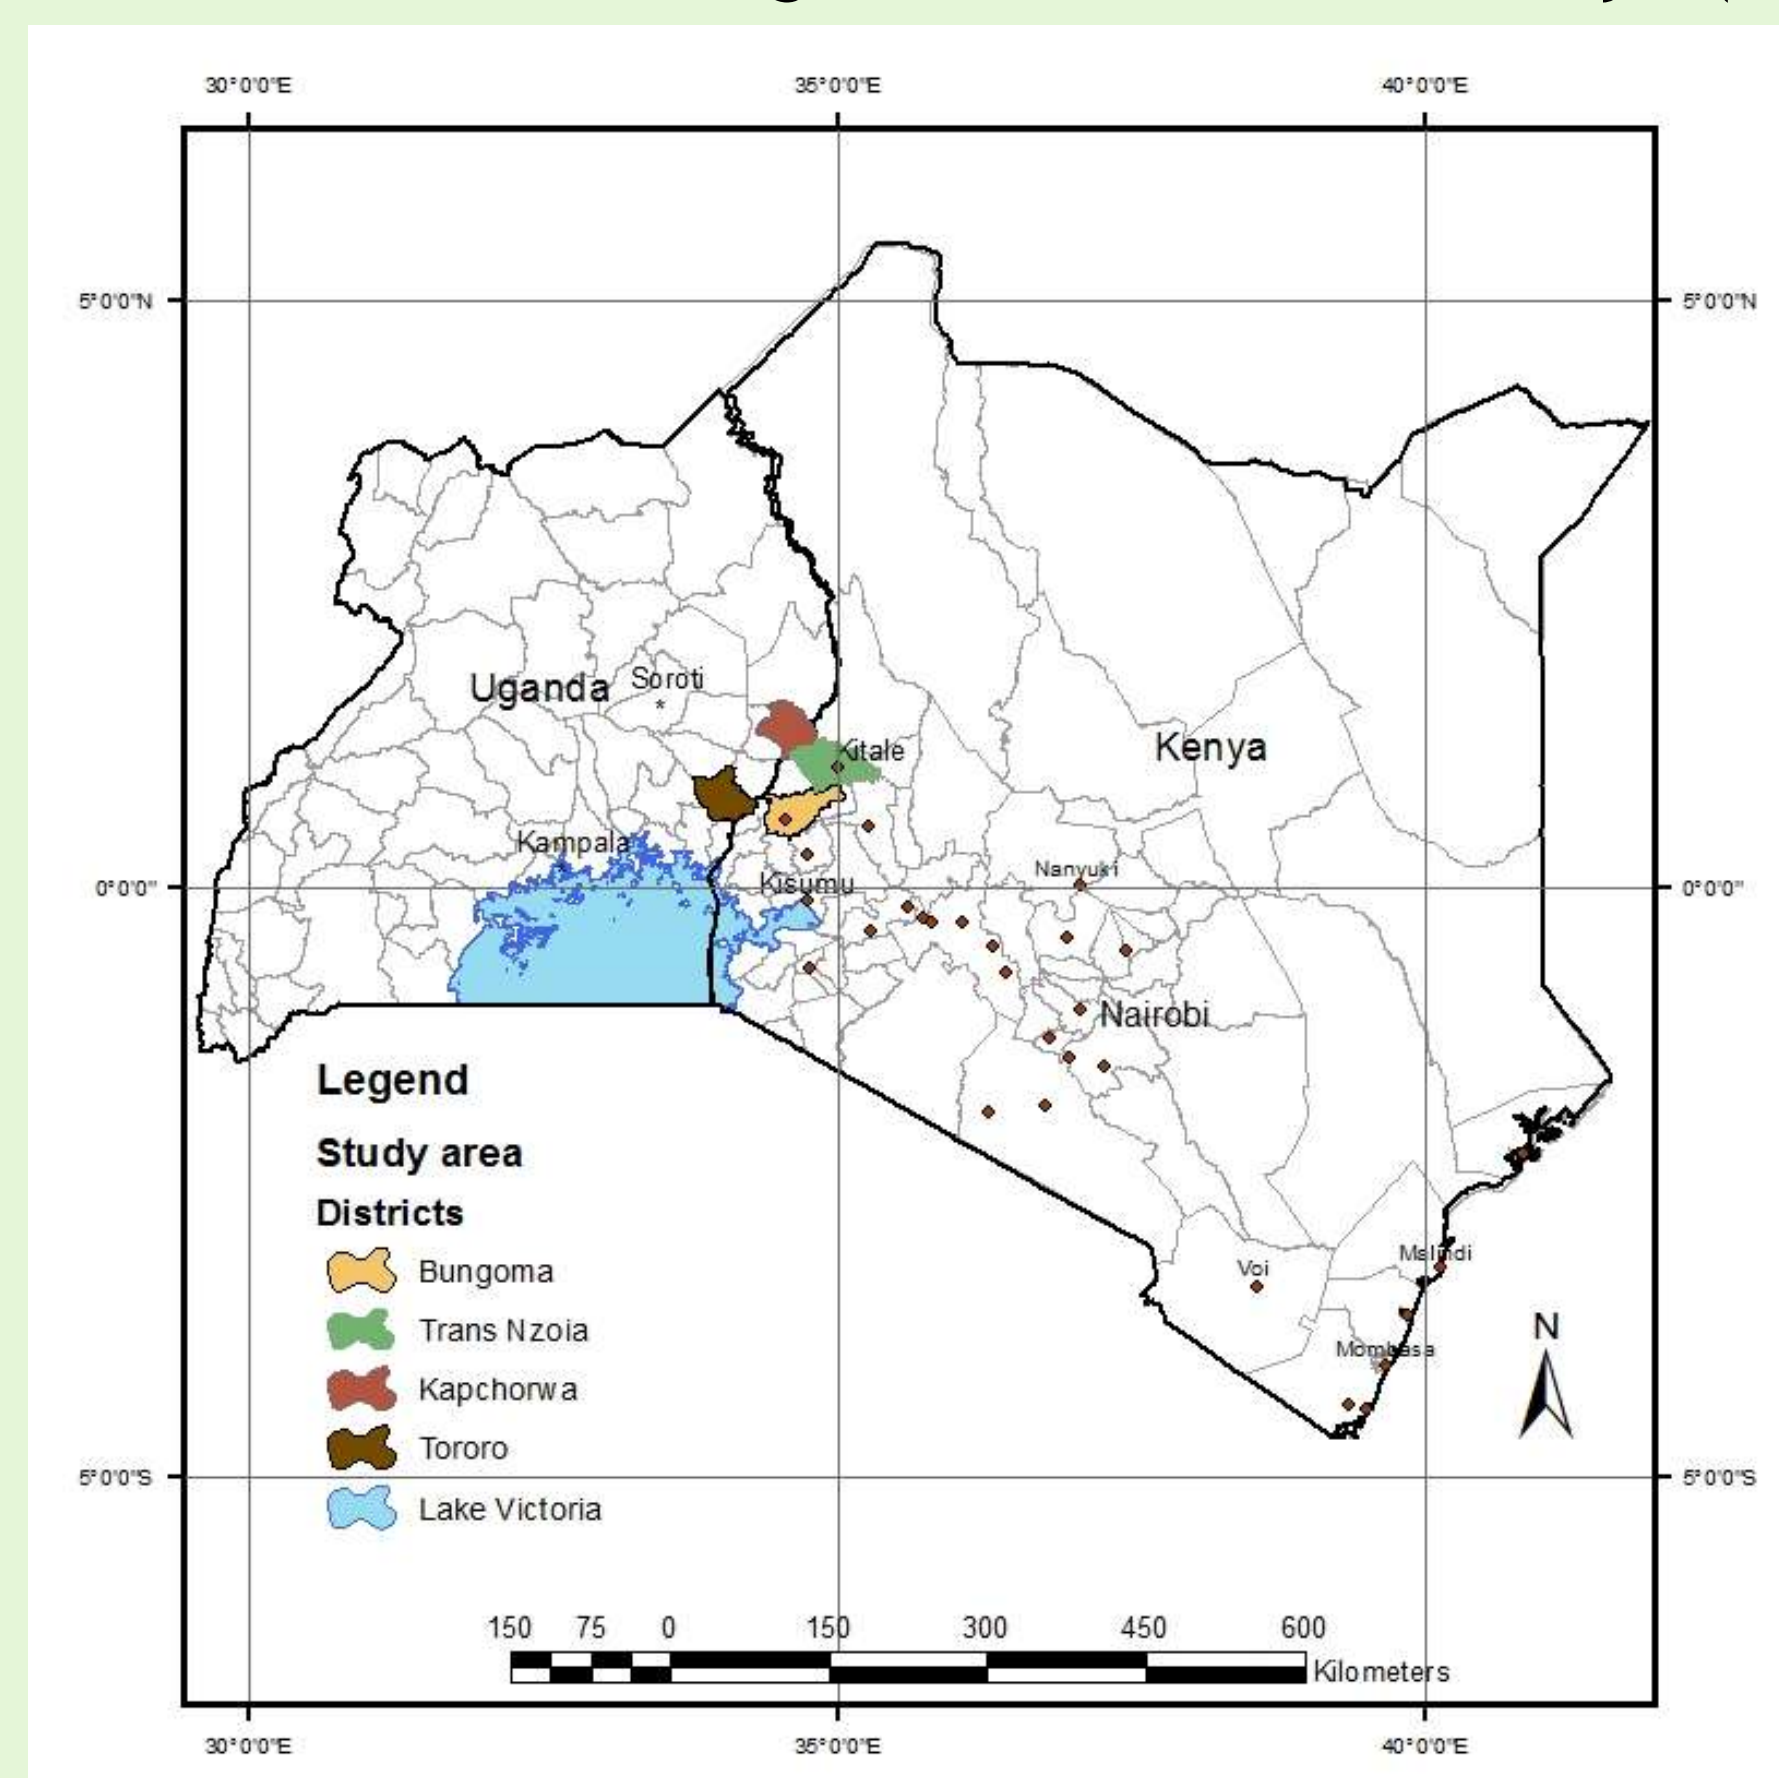 30°0'0"E 35°0'0"E 40°0'0"E
5°0'0"N 5°0'0"N
Uganda Soroti
Kitale Kenya
Kampala
Nanyuki
0°0'0" Kisumu 0°0'0"
Nairobi
Legend
Study area
Districts
Malindi
Voi
Bungoma
Trans Nzoia
N
Mombasa
Kapchorwa
Tororo
5°0'0"S 5°0'0"S
Lake Victoria
150 75 0 150 300 450 600
Kilometers
30°0'0"E 35°0'0"E 40°0'0"E